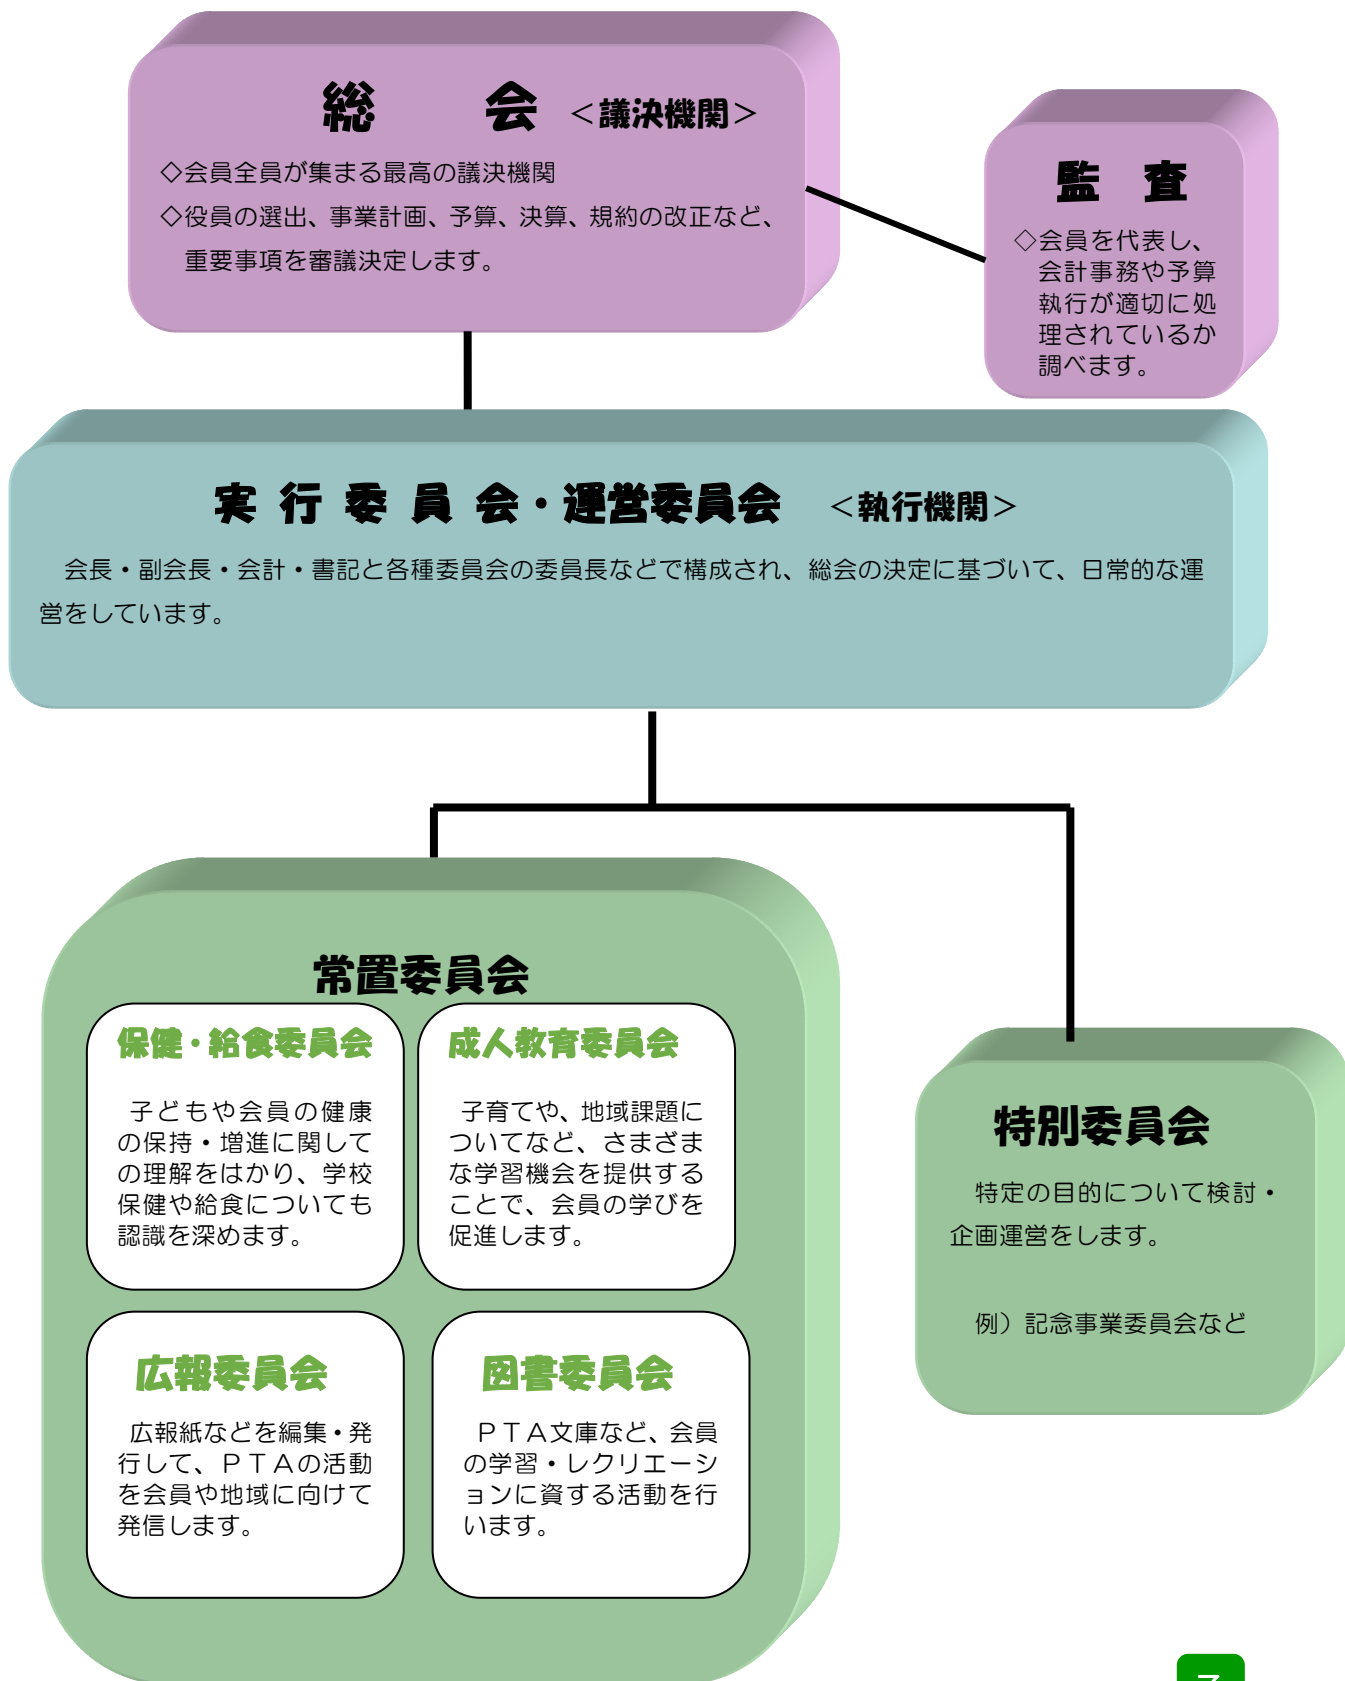 総　会 ＜議決機関＞
◇会員全員が集まる最高の議決機関
◇役員の選出、事業計画、予算、決算、規約の改正など、
重要事項を審議決定します。
監　査
◇会員を代表し、
会計事務や予算
執行が適切に処
理されているか
調べます。
実 行 委 員 会・運営委員会 ＜執行機関＞
会長・副会長・会計・書記と各種委員会の委員長などで構成され、総会の決定に基づいて、日常的な運
営をしています。
常置委員会
保健・給食委員会
子どもや会員の健康
の保持・増進に関して
の理解をはかり、学校
保健や給食についても
認識を深めます。
成人教育委員会
子育てや、地域課題に
ついてなど、さまざま
な学習機会を提供する
ことで、会員の学びを
促進します。
広報委員会
広報紙などを編集・発
行して、ＰＴＡの活動
を会員や地域に向けて
発信します。
図書委員会
ＰＴＡ文庫など、会員
の学習・レクリエーシ
ョンに資する活動を行
います。
特別委員会
特定の目的について検討・
企画運営をします。
例）記念事業委員会など